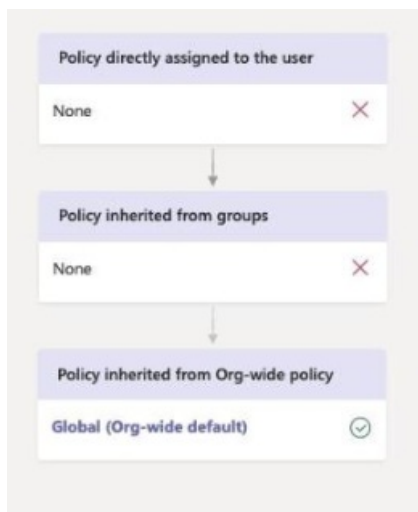 Policy directly assigned to the user
None
Policy inherited from groups
None
Policy inherited from Org-wide policy
Global (Org-wide default)